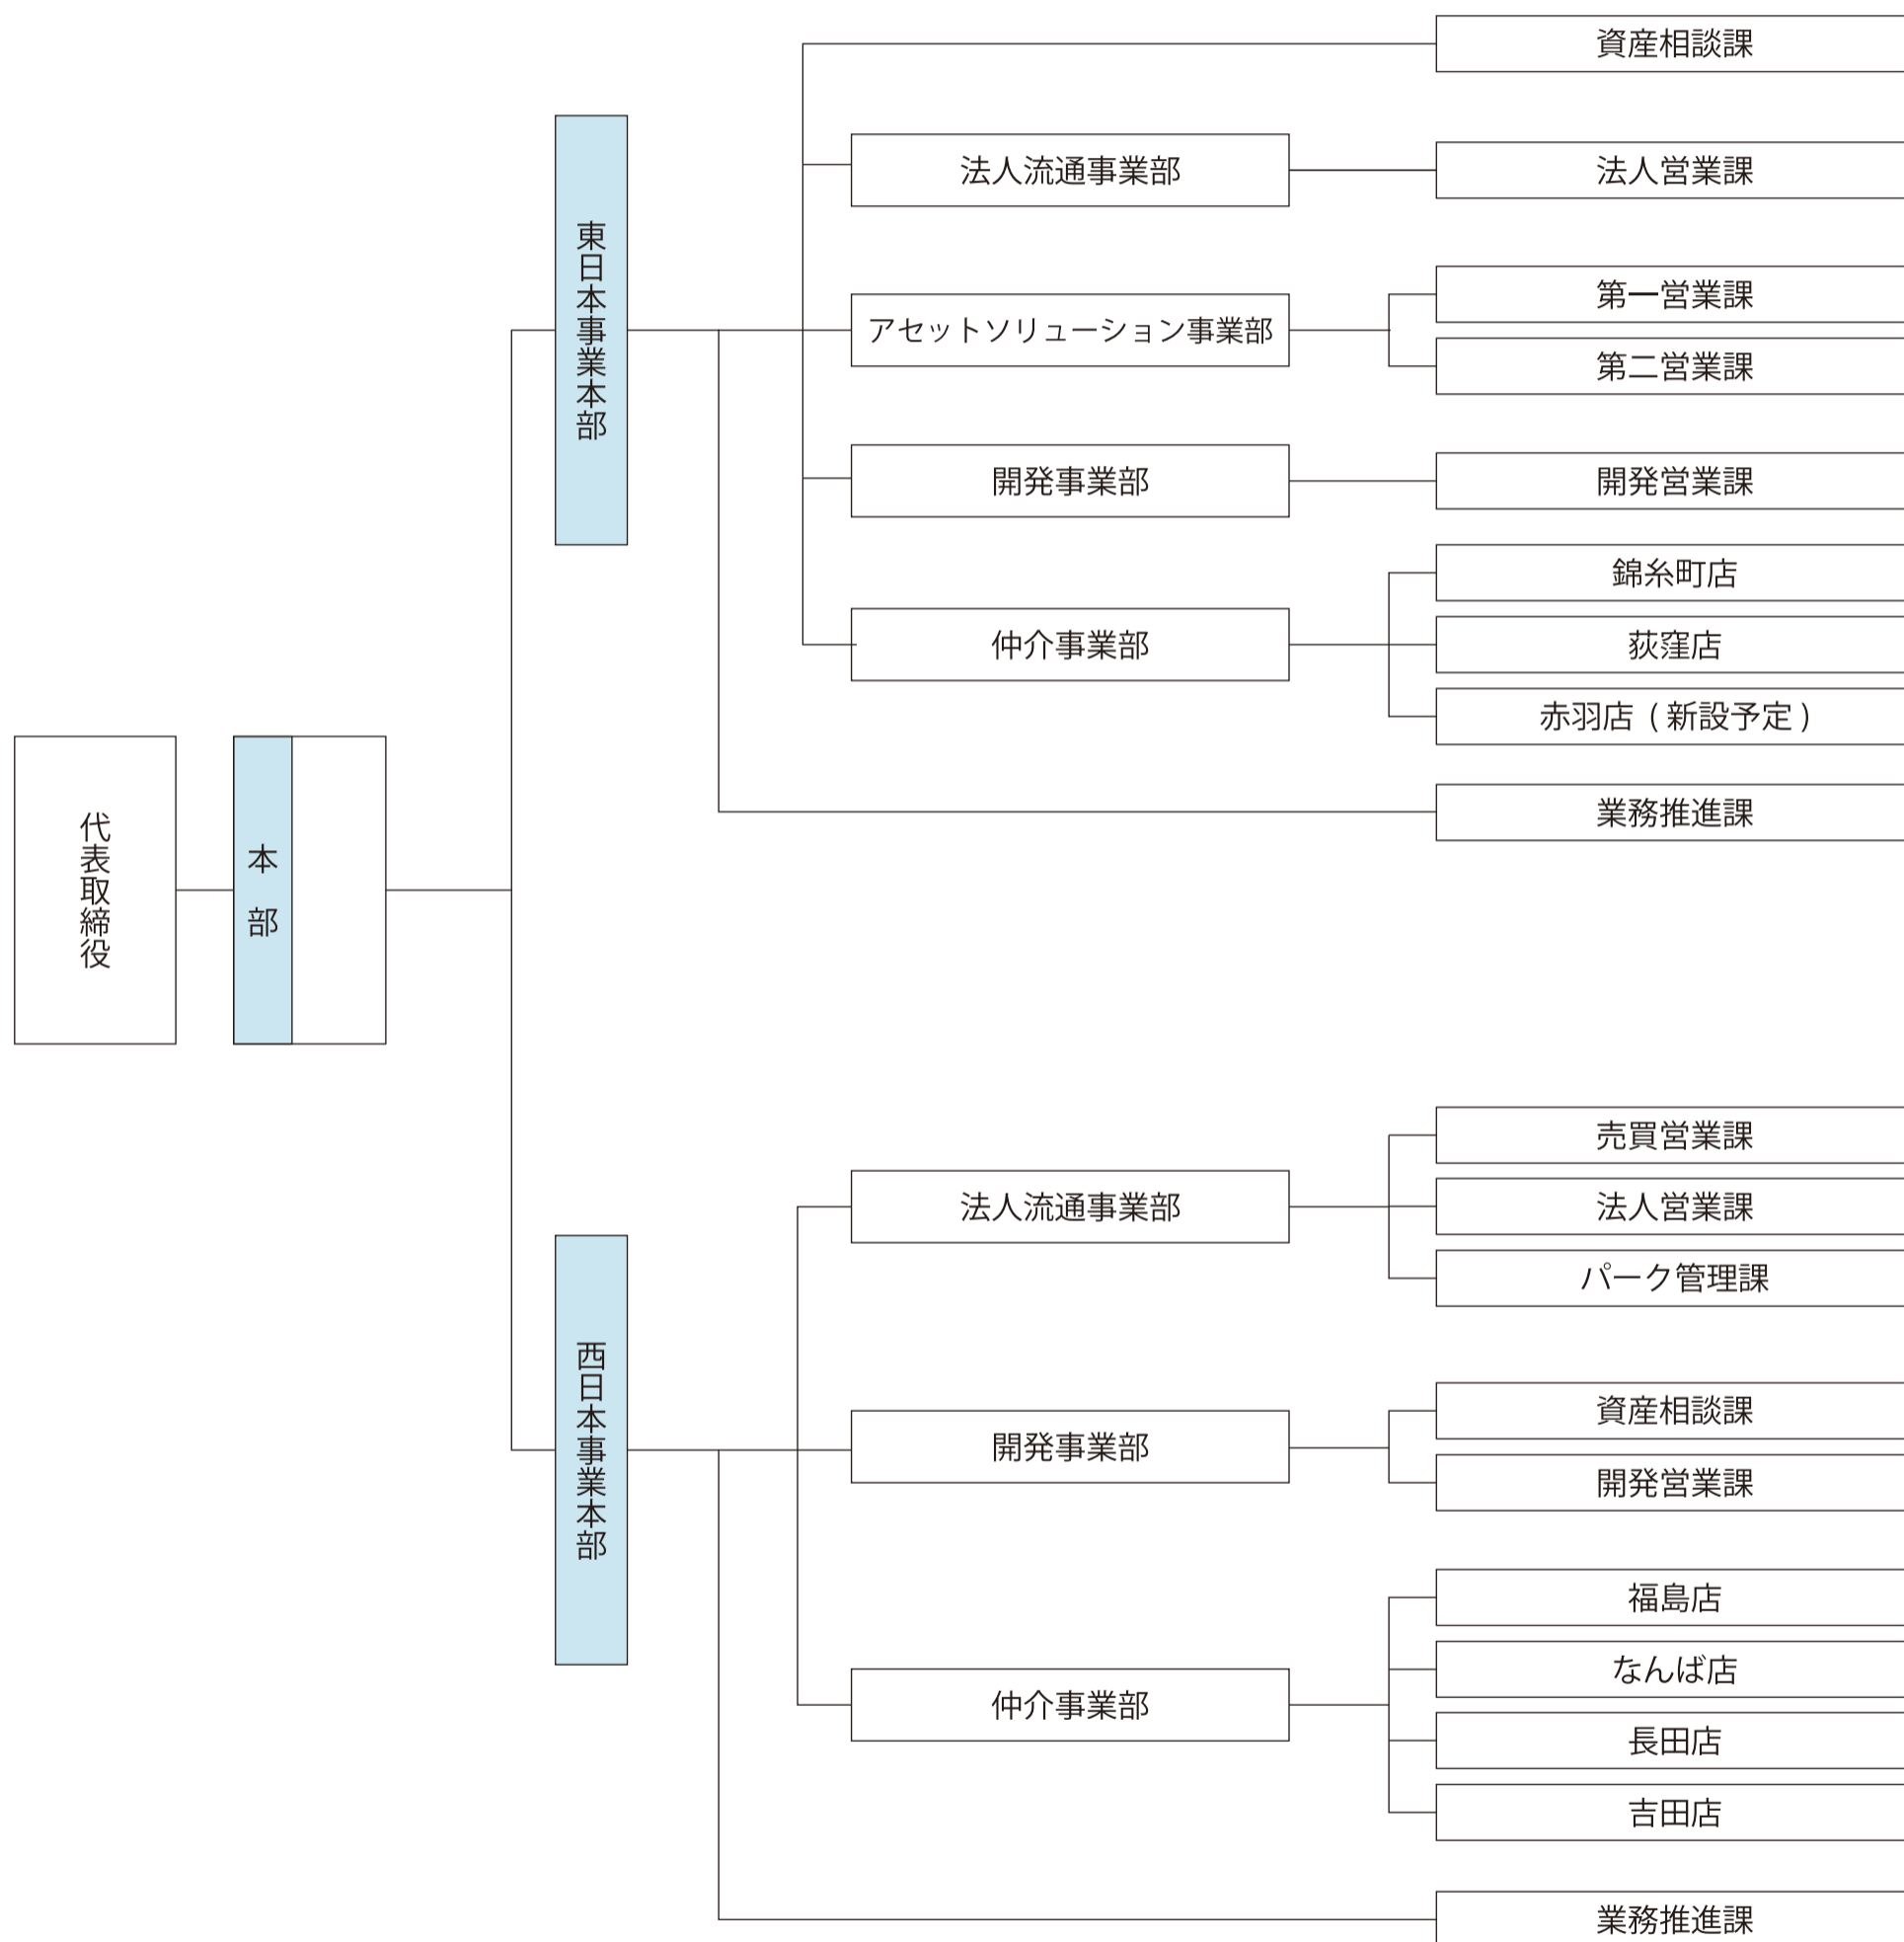 代表取締役
本　部
東日本事業本部
資産相談課
法人流通事業部
法人営業課
アセットソリューション事業部
第一営業課
第二営業課
開発事業部
開発営業課
仲介事業部
錦糸町店
荻窪店
赤羽店 ( 新設予定 )
業務推進課
西日本事業本部
法人流通事業部
売買営業課
法人営業課
パーク管理課
開発事業部
資産相談課
開発営業課
仲介事業部
福島店
なんば店
長田店
吉田店
業務推進課